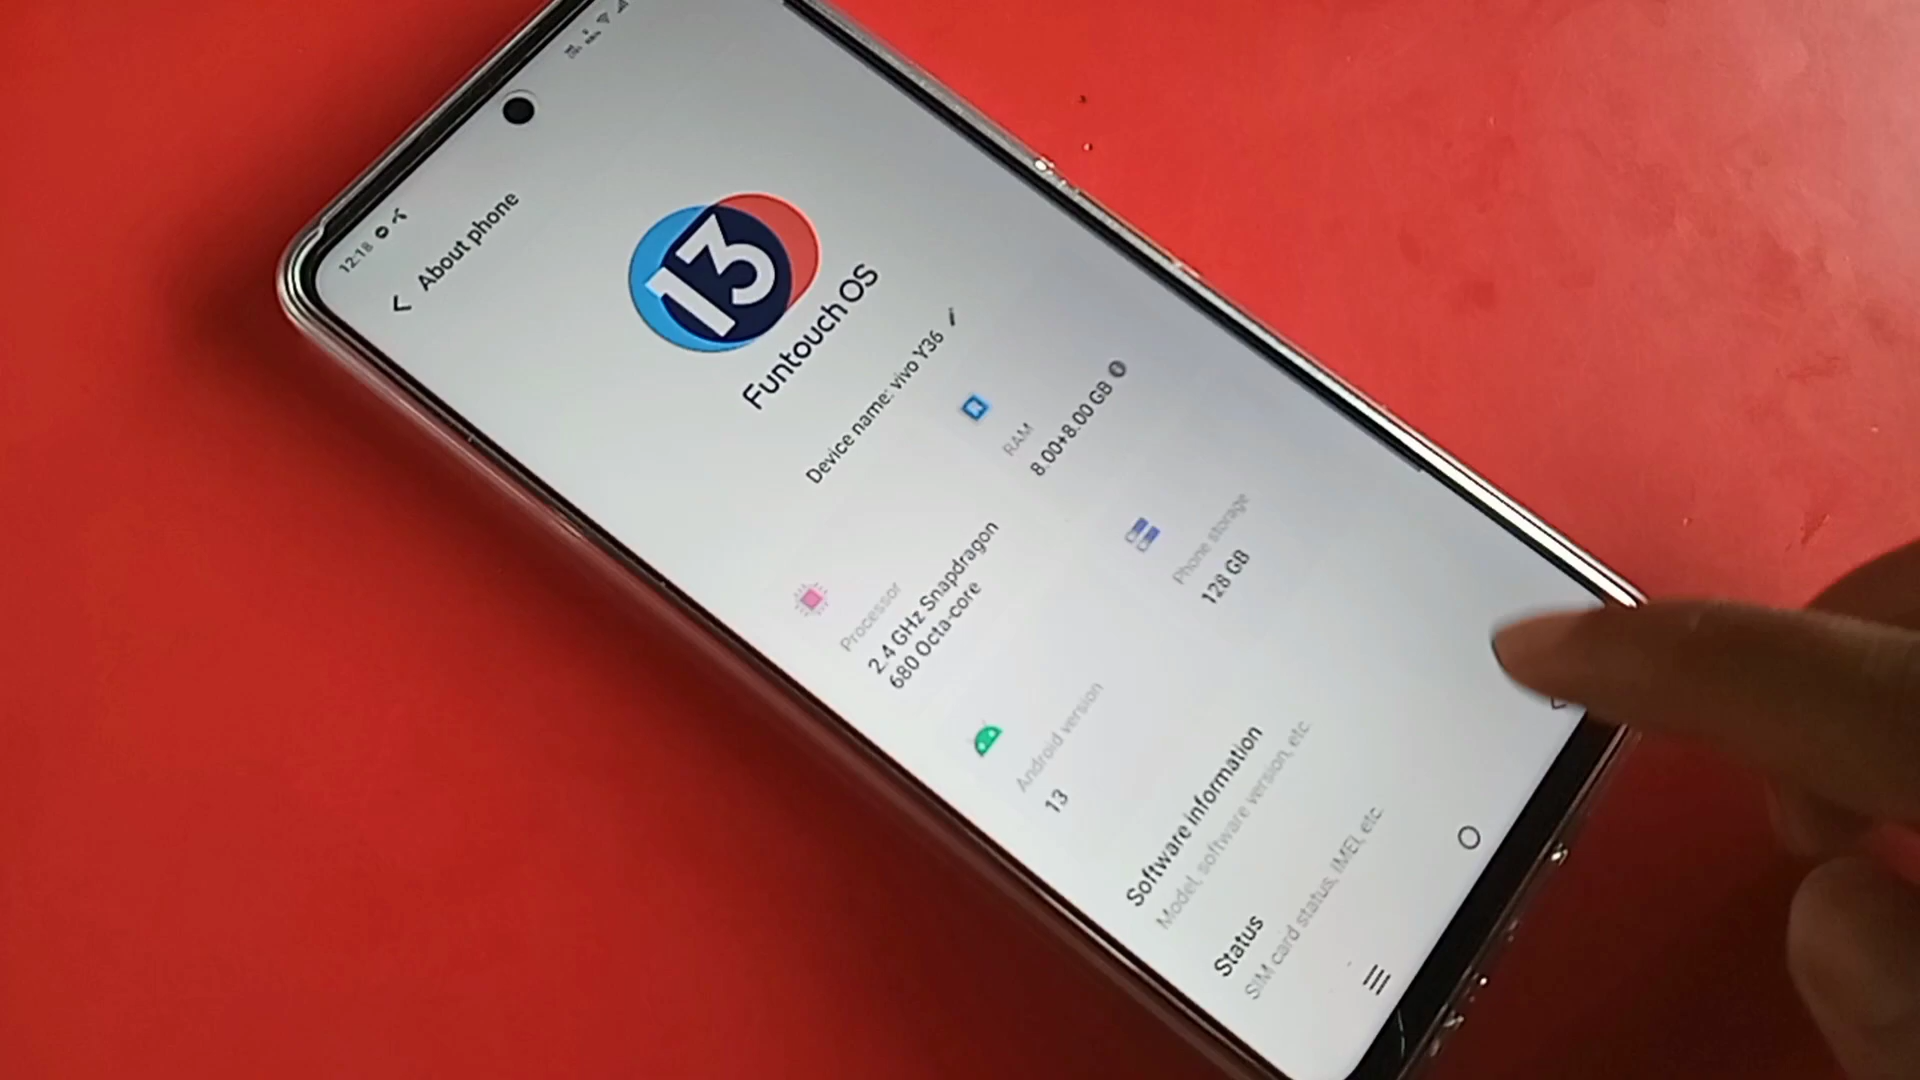 12:18
About phone
13
Funtouch OS
Device name: vivo Y36
Processor
2.4 GHz Snapdragon
680 Octa-core
RAM
8.00+8.00 GB
Android version
13
Phone storage
128 GB
Software information
Model, software version, etc.
Status
SIM card status, IMEI, etc.